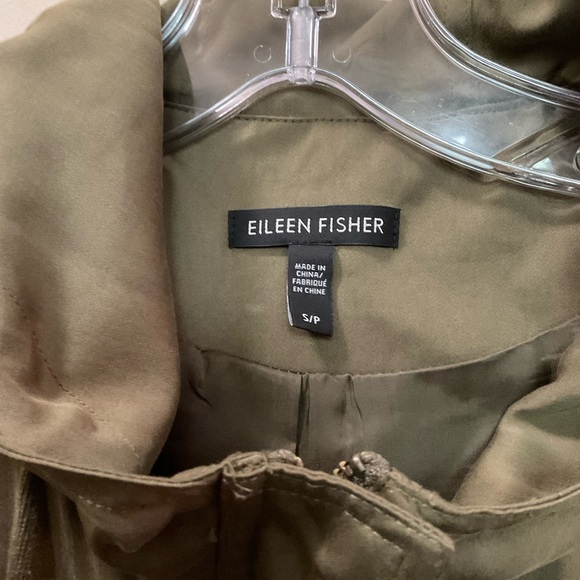 EILEEN FISHER
MADE IN
CHINA/
FABRIQUÉ
EN CHINE
S/P